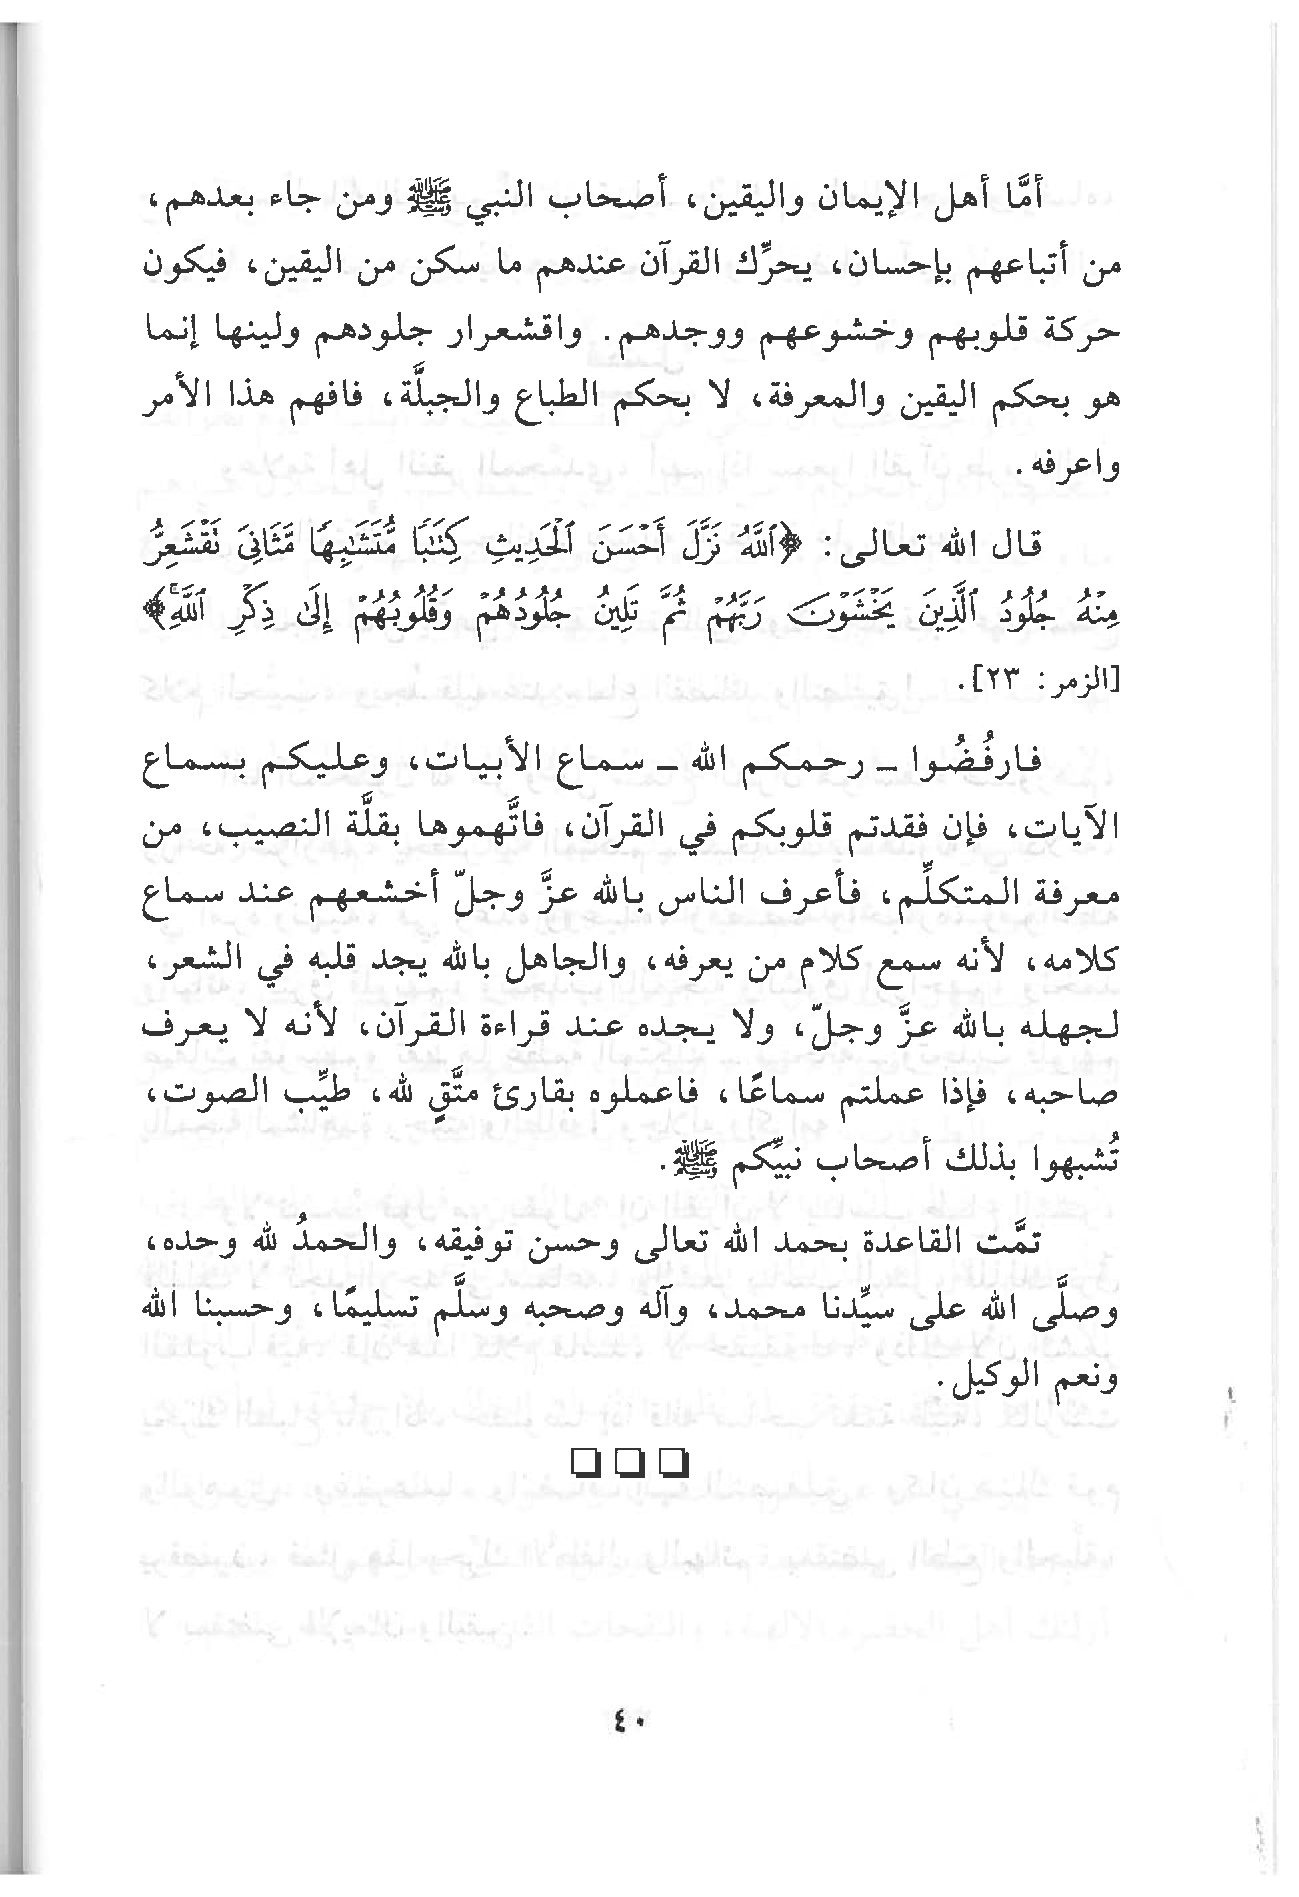 أمَّا أهل الإيمان واليقين، أصحاب النبي ﷺ ومن جاء بعدهم،
من أتباعهم بإحسان، يحرِّك القرآن عندهم ما سكن من اليقين، فيكون
حركة قلوبهم وخشوعهم ووجدهم. واقشعرار جلودهم ولينها إنما
هو بحكم اليقين والمعرفة، لا بحكم الطباع والجبلَّة، فافهم هذا الأمر
واعرفه.
قال الله تعالى: ﴿ٱللَّهُ نَزَّلَ أَحْسَنَ ٱلْحَدِيثِ كِتَٰبًا مُّتَشَٰبِهًا مَّثَانِيَ تَقْشَعِرُّ
مِنْهُ جُلُودُ ٱلَّذِينَ يَخْشَوْنَ رَبَّهُمْ ثُمَّ تَلِينُ جُلُودُهُمْ وَقُلُوبُهُمْ إِلَىٰ ذِكْرِ ٱللَّهِۚ﴾
[الزمر: ٢٣].
فارفُضُوا ـ رحمكم الله ـ سماع الأبيات، وعليكم بسماع
الآيات، فإن فقدتم قلوبكم في القرآن، فاتَّهموها بقلَّة النصيب، من
معرفة المتكلِّم، فأعرف الناس بالله عزَّ وجلّ أخشعهم عند سماع
كلامه، لأنه سمع كلام من يعرفه، والجاهل بالله يجد قلبه في الشعر،
لجهله بالله عزَّ وجلّ، ولا يجده عند قراءة القرآن، لأنه لا يعرف
صاحبه، فإذا عملتم سماعًا، فاعملوه بقارئ متَّقٍ لله، طيِّب الصوت،
تُشبهوا بذلك أصحاب نبيِّكم ﷺ.
تمَّت القاعدة بحمد الله تعالى وحسن توفيقه، والحمدُ لله وحده،
وصلَّى الله على سيِّدنا محمد، وآله وصحبه وسلَّم تسليمًا، وحسبنا الله
ونعم الوكيل.
٤٠